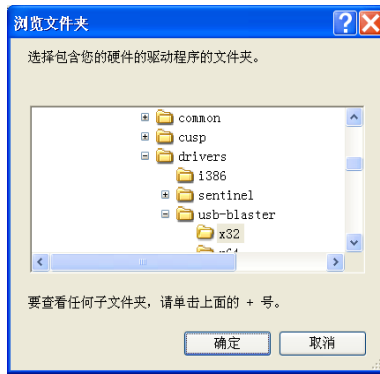 浏览文件夹
选择包含您的硬件的驱动程序的文件夹。
common
cusp
drivers
i386
sentinel
usb-blaster
x32
要查看任何子文件夹，请单击上面的 + 号。
确定
取消